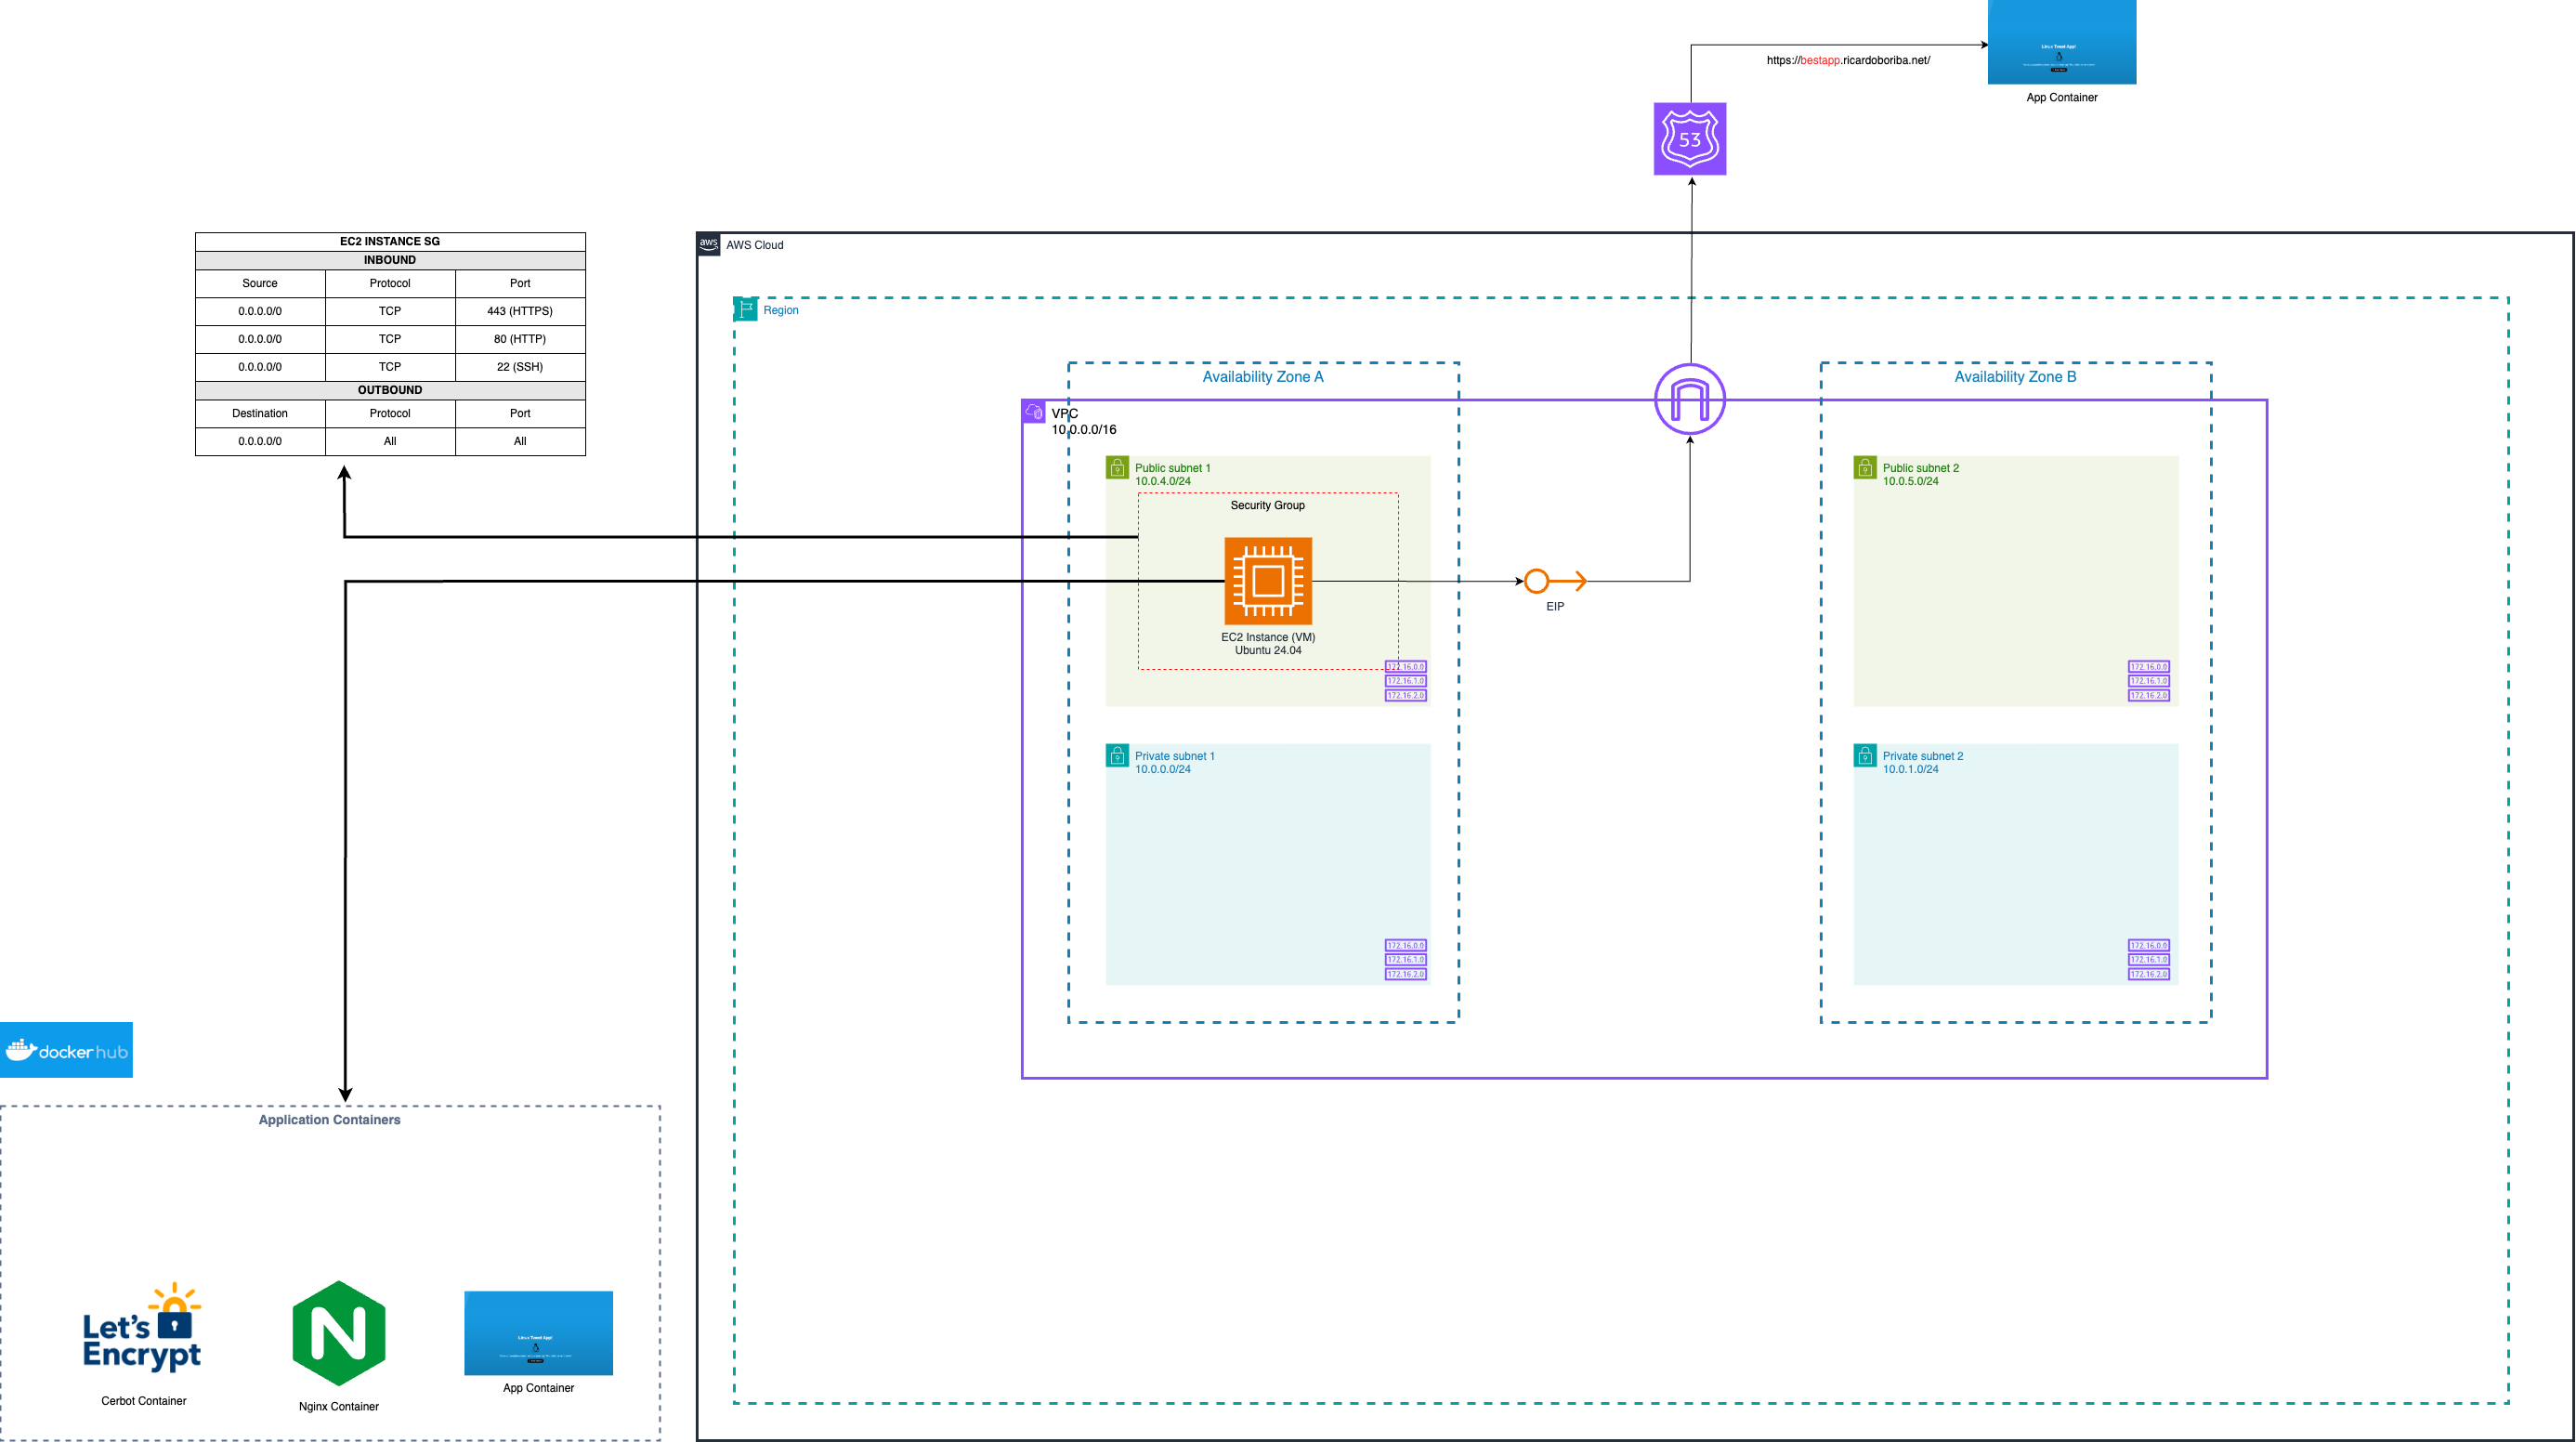 https://bestapp.ricardoboriba.net/
Linux Tweet App!
App Container
53
EC2 INSTANCE SG
INBOUND
Source Protocol Port
0.0.0.0/0 TCP 443 (HTTPS)
0.0.0.0/0 TCP 80 (HTTP)
0.0.0.0/0 TCP 22 (SSH)
OUTBOUND
Destination Protocol Port
0.0.0.0/0 All All
aws
AWS Cloud
Region
Availability Zone A
Availability Zone B
VPC
10.0.0.0/16
Public subnet 1
10.0.4.0/24
Security Group
EC2 Instance (VM)
Ubuntu 24.04
172.16.0.0
172.16.1.0
172.16.2.0
EIP
Public subnet 2
10.0.5.0/24
172.16.0.0
172.16.1.0
172.16.2.0
Private subnet 1
10.0.0.0/24
172.16.0.0
172.16.1.0
172.16.2.0
Private subnet 2
10.0.1.0/24
172.16.0.0
172.16.1.0
172.16.2.0
dockerhub
Application Containers
Let's
Encrypt
Cerbot Container
N
Nginx Container
Linux Tweet App!
App Container